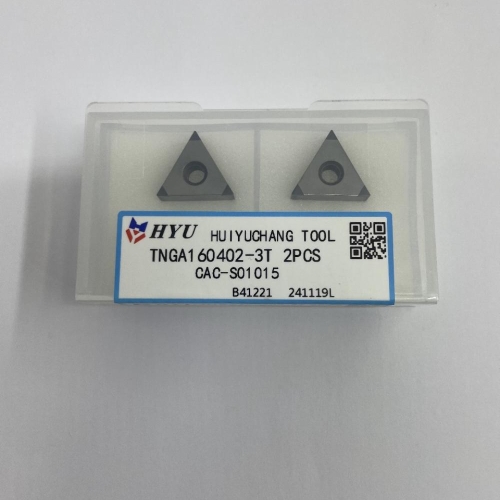 HYU HUIYUCHANG TOOL
TNGA160402-3T 2PCS
CAC-S01015
B41221 241119L